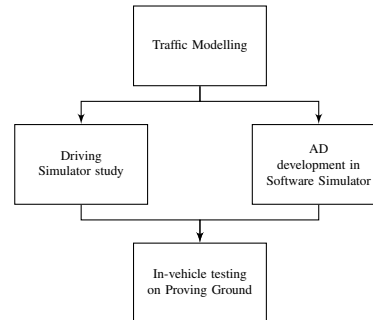 Traffic Modelling
Driving
Simulator study
AD
development in
Software Simulator
In-vehicle testing
on Proving Ground